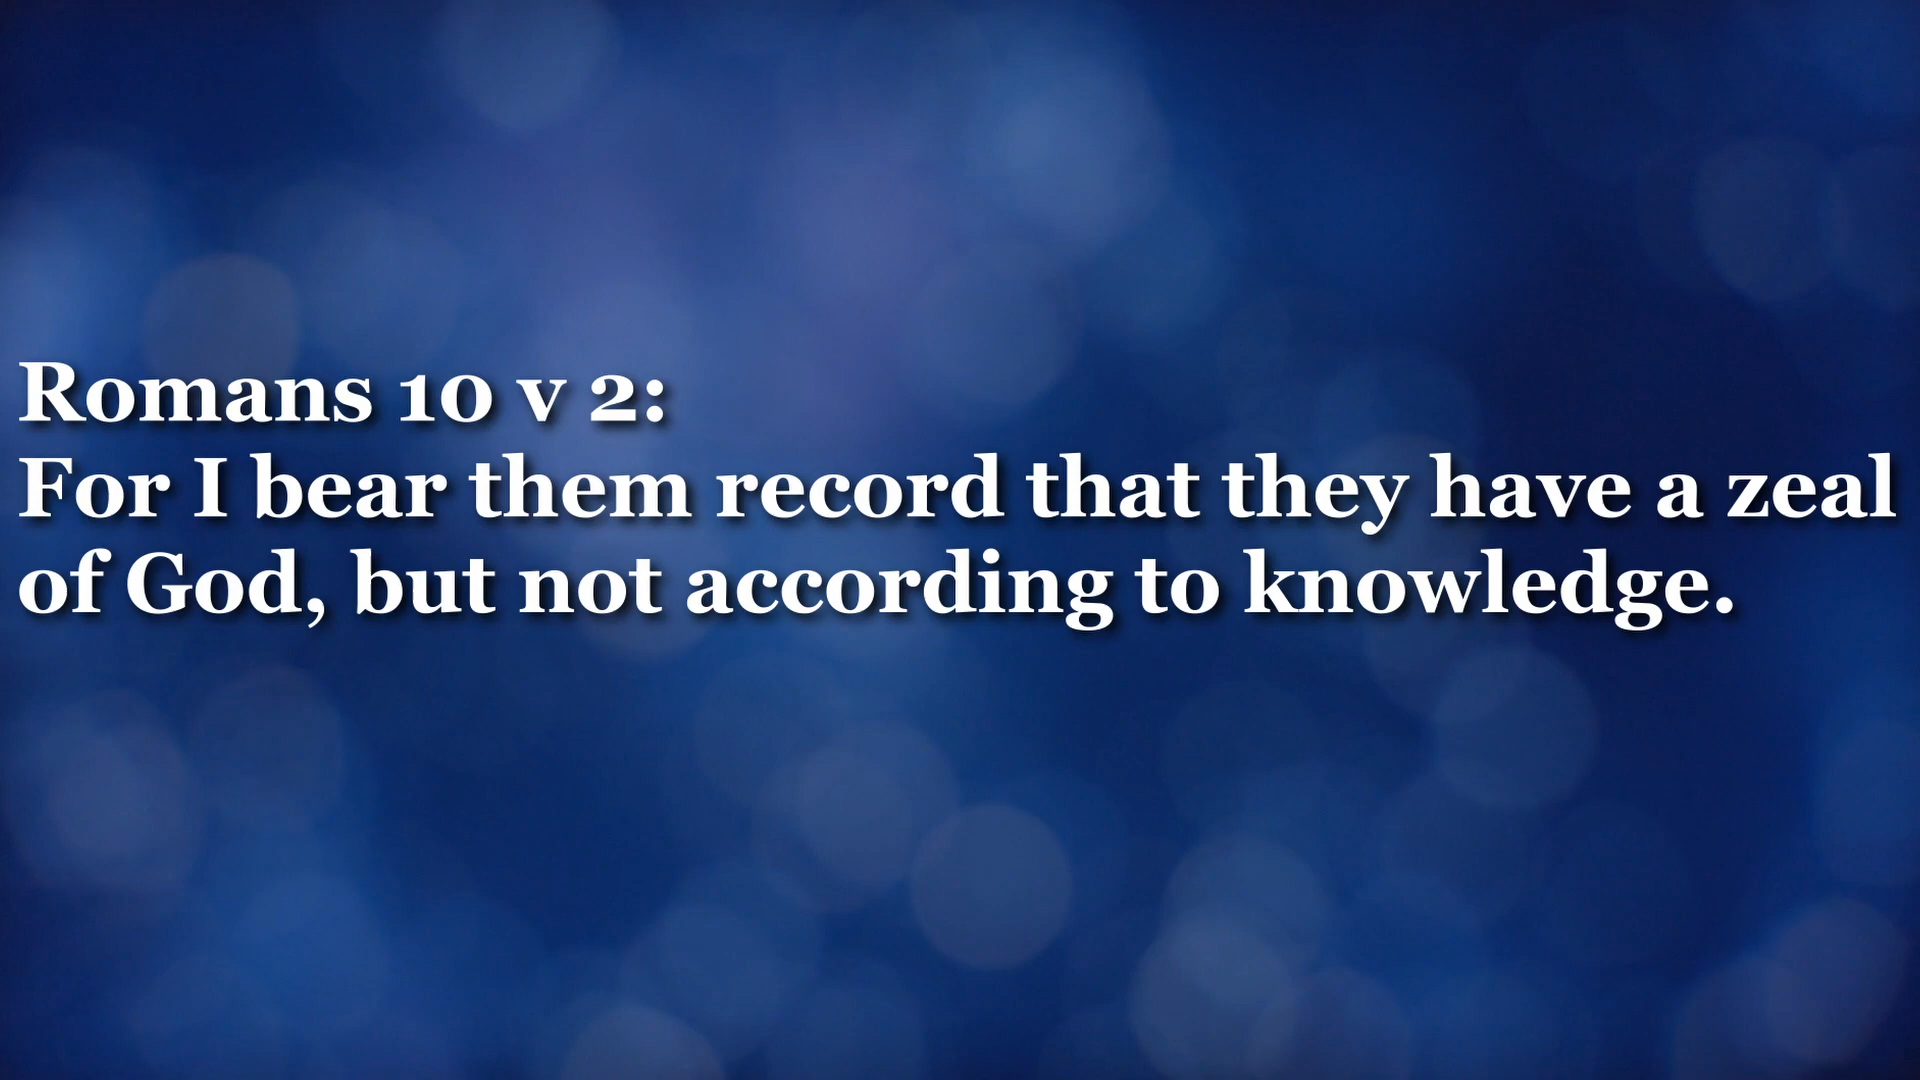 Romans 10 v 2:
For I bear them record that they have a zeal
of God, but not according to knowledge.